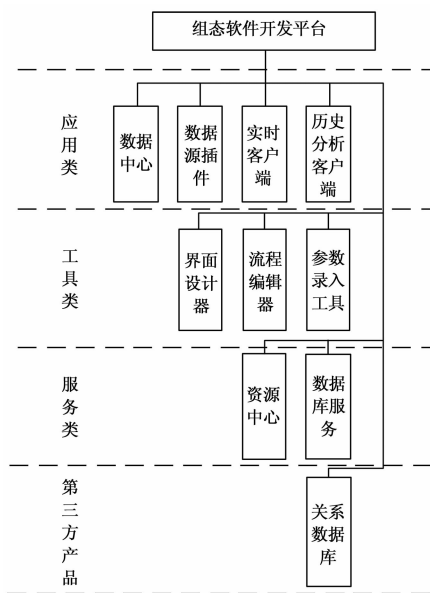 组态软件开发平台
应用类
数据中心
数据源插件
实时客户端
历史分析客户端
工具类
界面设计器
流程编辑器
参数录入工具
服务类
资源中心
数据库服务
第三方产品
关系数据库